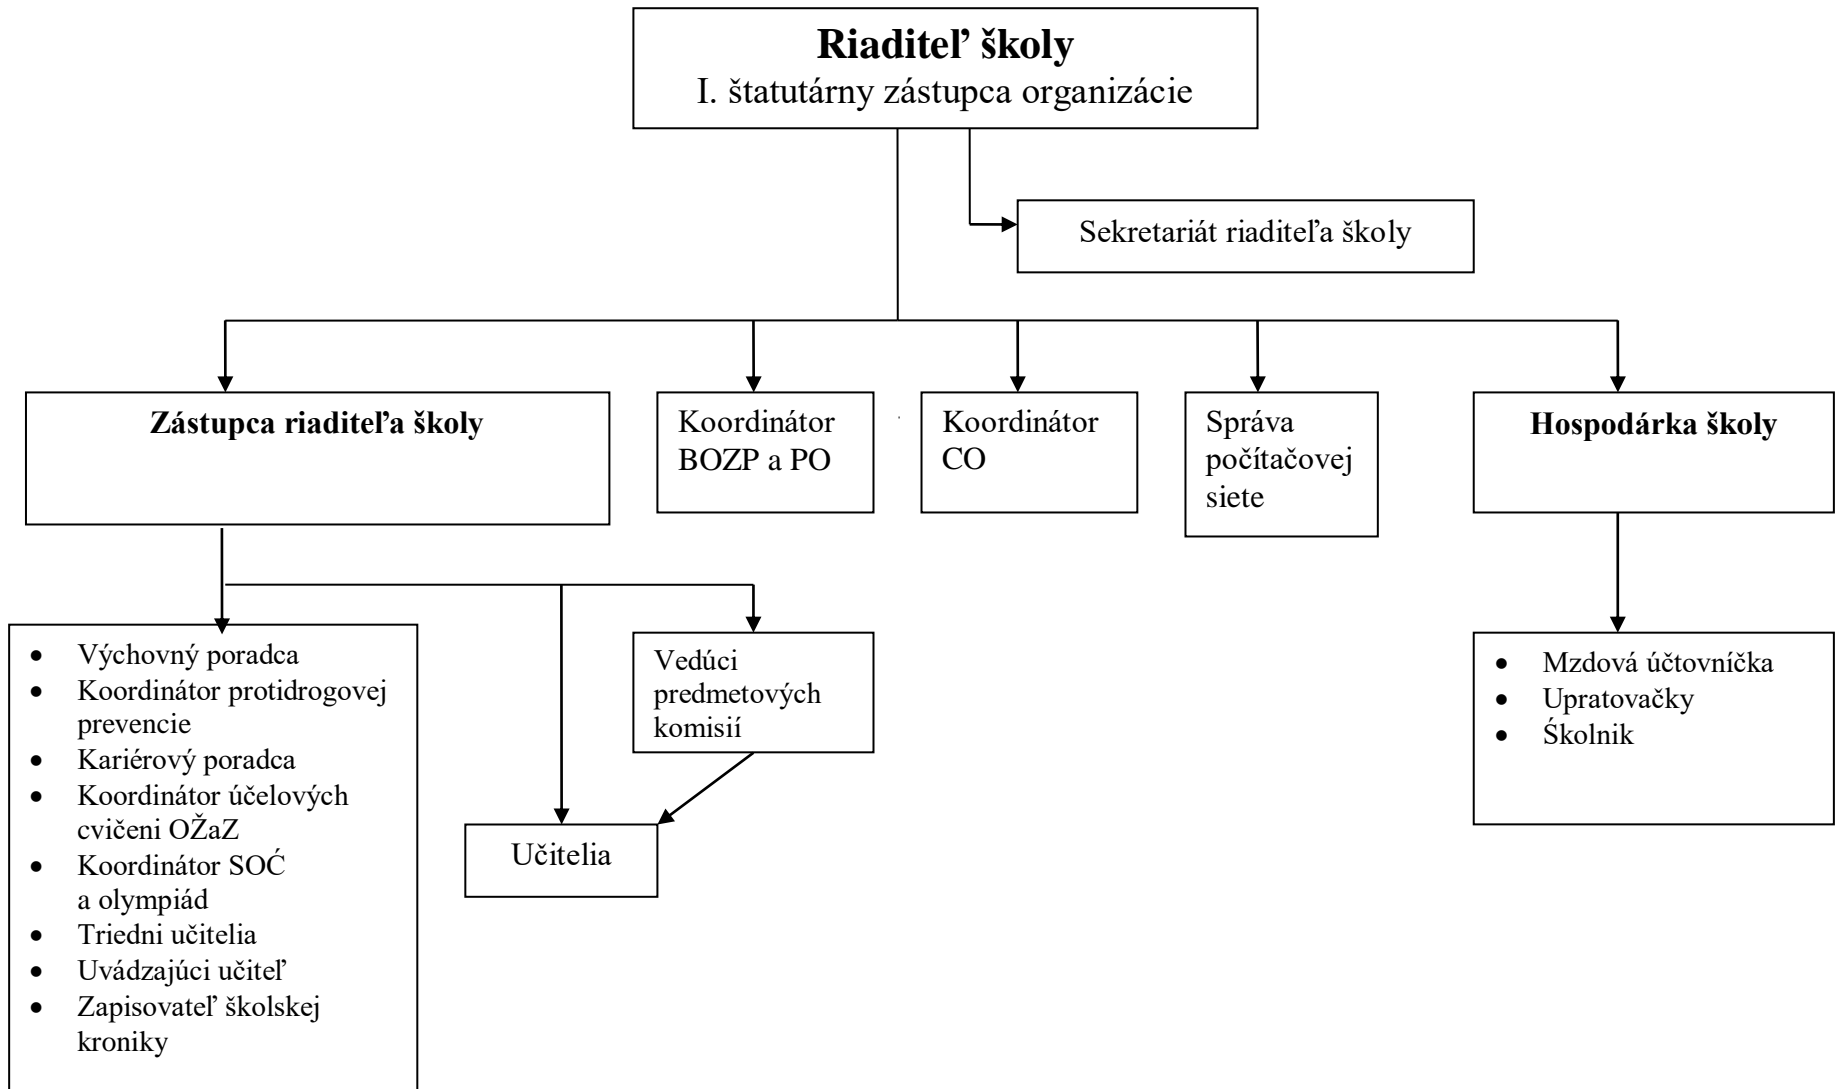 Riaditeľ školy
I. štatutárny zástupca organizácie
Sekretariát riaditeľa školy
Zástupca riaditeľa školy
Koordinátor
BOZP a PO
Koordinátor
CO
Správa
počítačovej
siete
Hospodárka školy
• Výchovný poradca
• Koordinátor protidrogovej
prevencie
• Kariérový poradca
• Koordinátor účelových
cvičeni OŽaZ
• Koordinátor SOĆ
a olympiád
• Triedni učitelia
• Uvádzajúci učiteľ
• Zapisovateľ školskej
kroniky
Vedúci
predmetových
komisií
Učitelia
• Mzdová účtovníčka
• Upratovačky
• Śkolnik